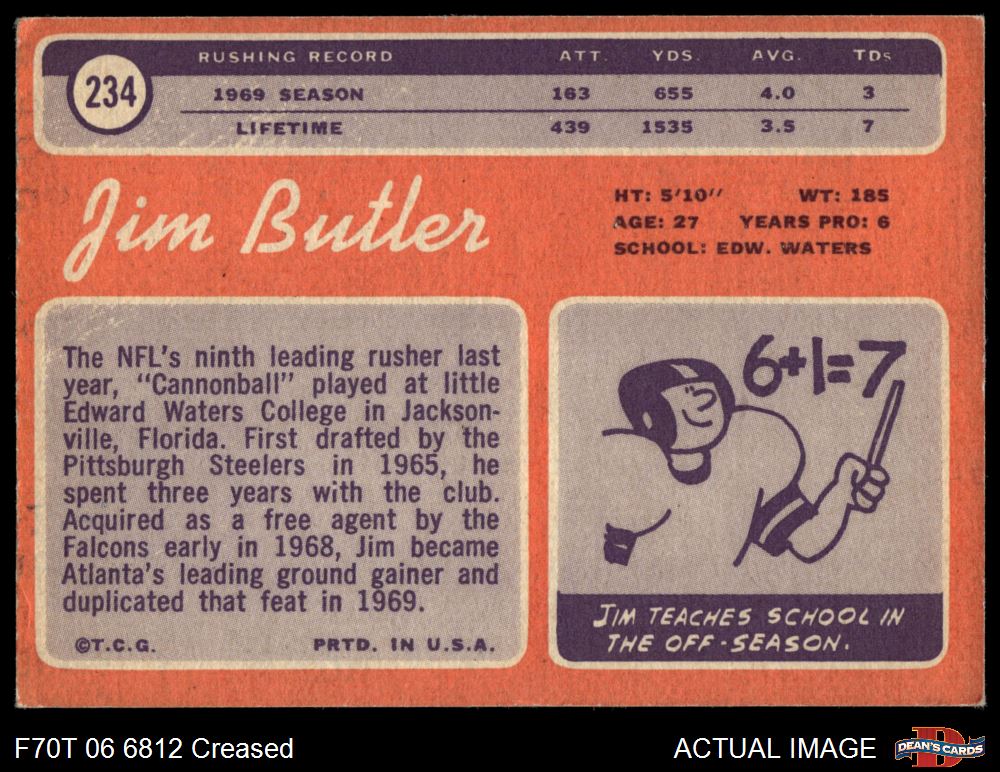 234
RUSHING RECORD ATT. YDS. AVG. TDs
1969 SEASON 163 655 4.0 3
LIFETIME 439 1535 3.5 7
Jim Butler
HT: 5'10'' WT: 185
AGE: 27 YEARS PRO: 6
SCHOOL: EDW. WATERS
The NFL's ninth leading rusher last
year, "Cannonball" played at little
Edward Waters College in Jackson-
ville, Florida. First drafted by the
Pittsburgh Steelers in 1965, he
spent three years with the club.
Acquired as a free agent by the
Falcons early in 1968, Jim became
Atlanta's leading ground gainer and
duplicated that feat in 1969.
©T.C.G. PRTD. IN U.S.A.
6+1=7
JIM TEACHES SCHOOL IN
THE OFF-SEASON.
F70T 06 6812 Creased
ACTUAL IMAGE
D
DEAN'S CARDS